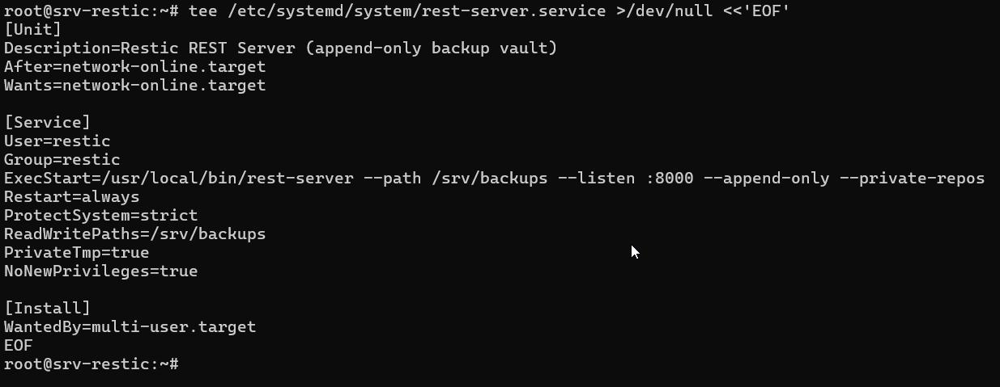 root@srv-restic:~# tee /etc/systemd/system/rest-server.service >/dev/null <<'EOF'
[Unit]
Description=Restic REST Server (append-only backup vault)
After=network-online.target
Wants=network-online.target

[Service]
User=restic
Group=restic
ExecStart=/usr/local/bin/rest-server --path /srv/backups --listen :8000 --append-only --private-repos
Restart=always
ProtectSystem=strict
ReadWritePaths=/srv/backups
PrivateTmp=true
NoNewPrivileges=true

[Install]
WantedBy=multi-user.target
EOF
root@srv-restic:~#